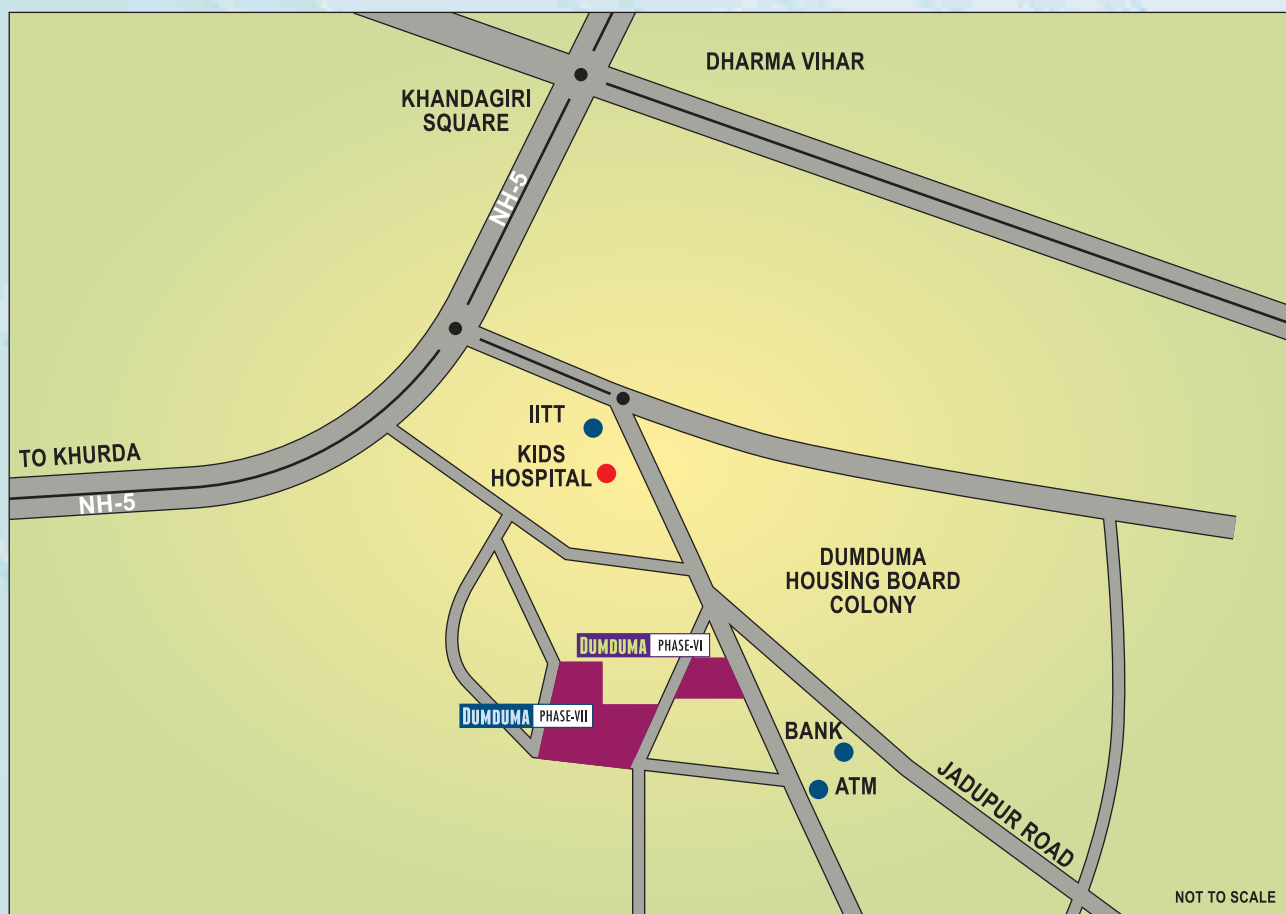 DHARMA VIHAR
KHANDAGIRI
SQUARE
NH-5
IITT
KIDS
HOSPITAL
TO KHURDA
NH-5
DUMDUMA
HOUSING BOARD
COLONY
DUMDUMA PHASE-VI
DUMDUMA PHASE-VII
BANK
ATM
JADUPUR ROAD
NOT TO SCALE